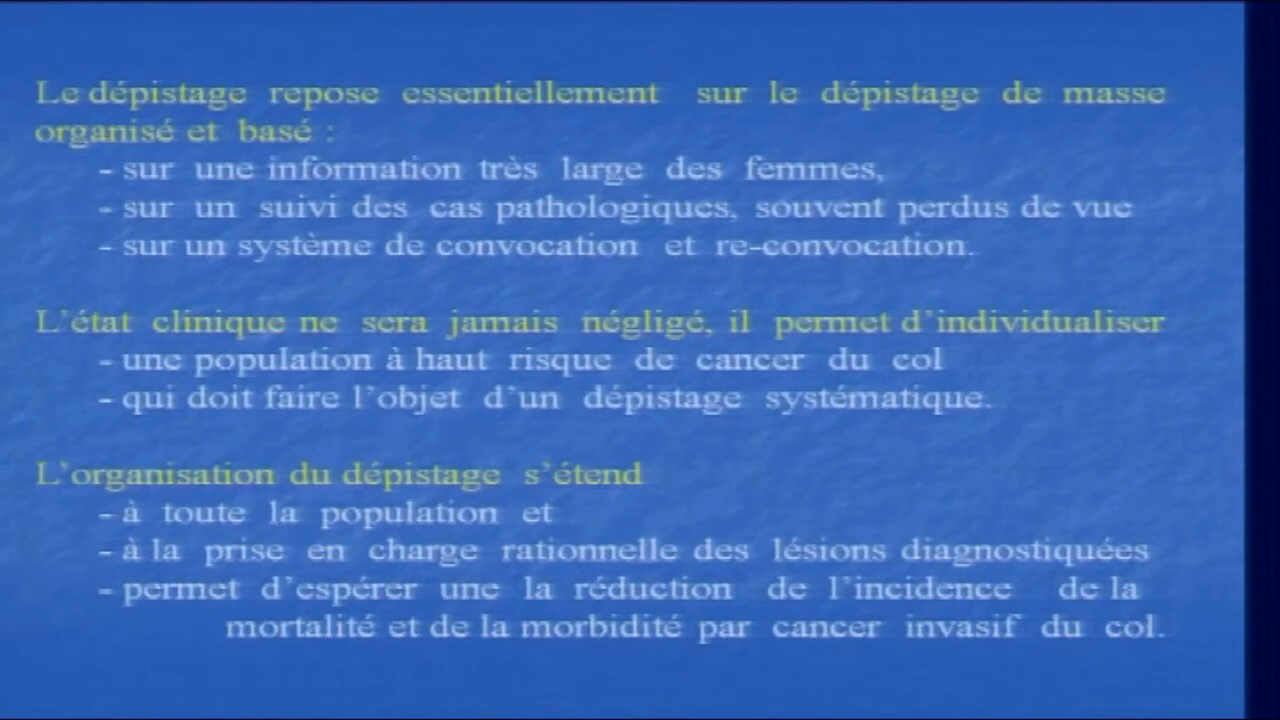 Le dépistage repose essentiellement sur le dépistage de masse
organisé et basé :
- sur une information très large des femmes,
- sur un suivi des cas pathologiques, souvent perdus de vue
- sur un système de convocation et re-convocation.
L'état clinique ne sera jamais négligé, il permet d'individualiser
- une population à haut risque de cancer du col
- qui doit faire l'objet d'un dépistage systématique.
L'organisation du dépistage s'étend
- à toute la population et
- à la prise en charge rationnelle des lésions diagnostiquées
- permet d'espérer une la réduction de l'incidence de la
mortalité et de la morbidité par cancer invasif du col.